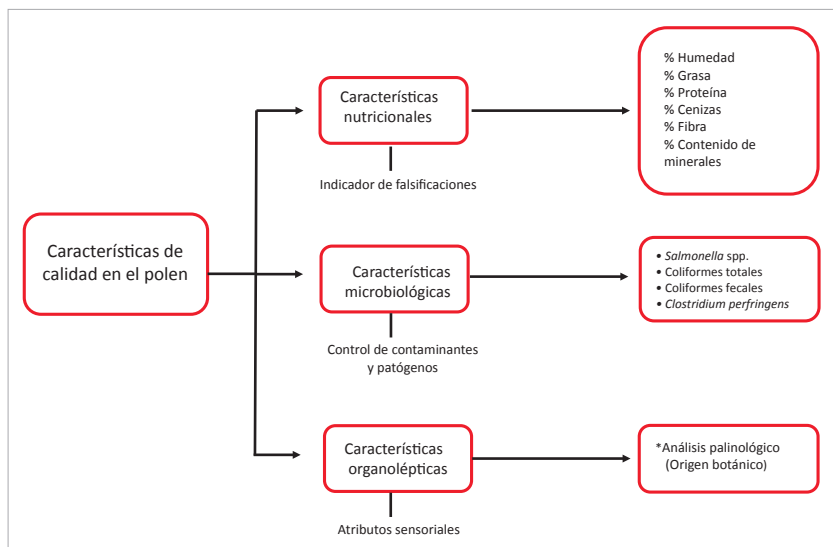 Características de
calidad en el polen
Características
nutricionales
Indicador de falsificaciones
% Humedad
% Grasa
% Proteína
% Cenizas
% Fibra
% Contenido de
minerales
Características
microbiológicas
Control de contaminantes
y patógenos
• Salmonella spp.
• Coliformes totales
• Coliformes fecales
• Clostridium perfringens
Características
organolépticas
Atributos sensoriales
*Análisis palinológico
(Origen botánico)